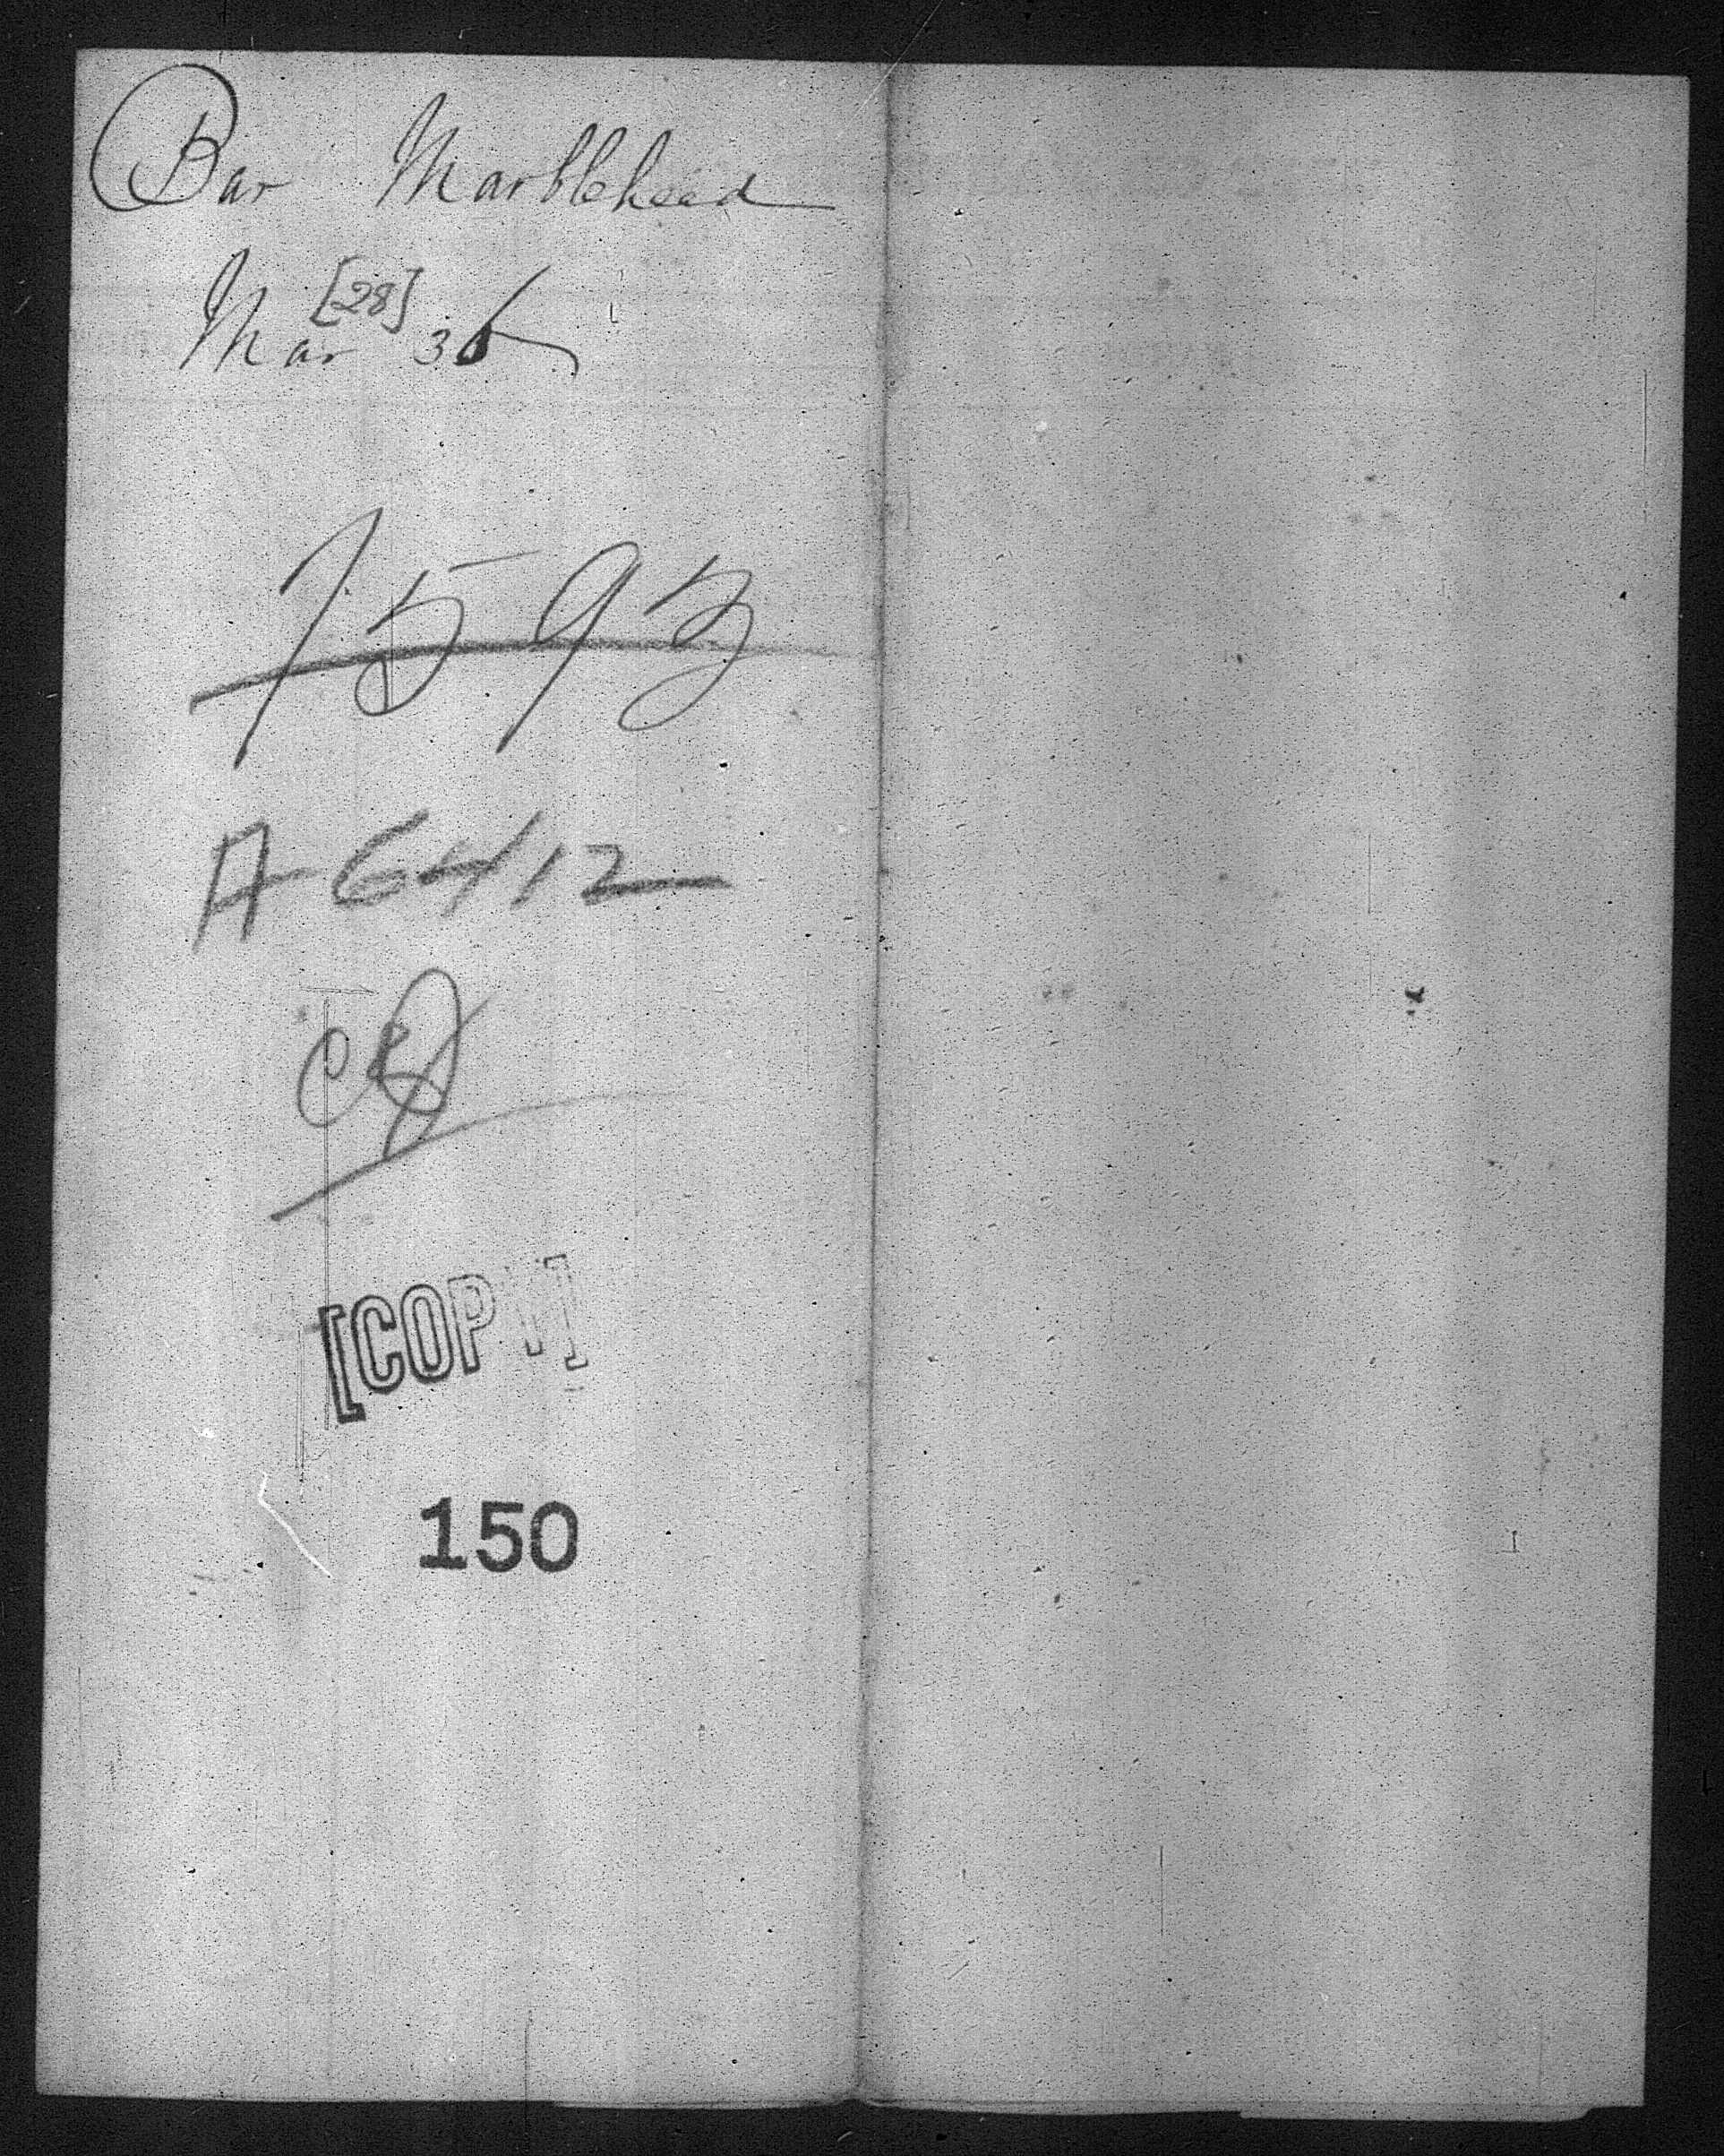 Bar Marblehead
[28]
Mar 36
7593
A 6412
[COPY]
150